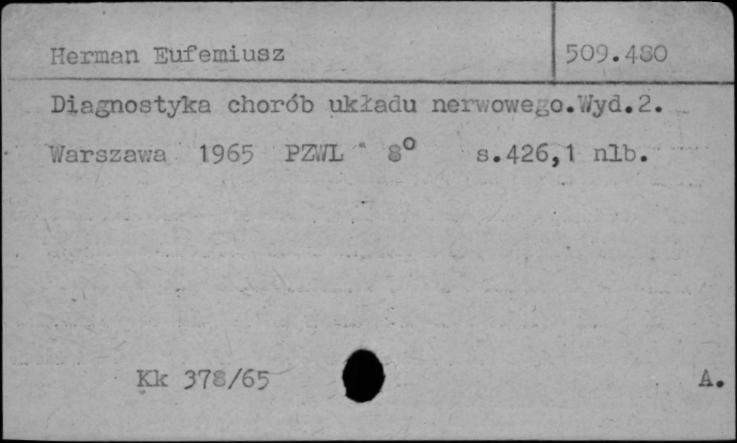 Herman Eufemiusz 509.480
Diagnostyka chorób układu nerwowego.Wyd.2.
Warszawa 1965 PZWL 8° s.426,1 nlb.
Kk 378/65 A.